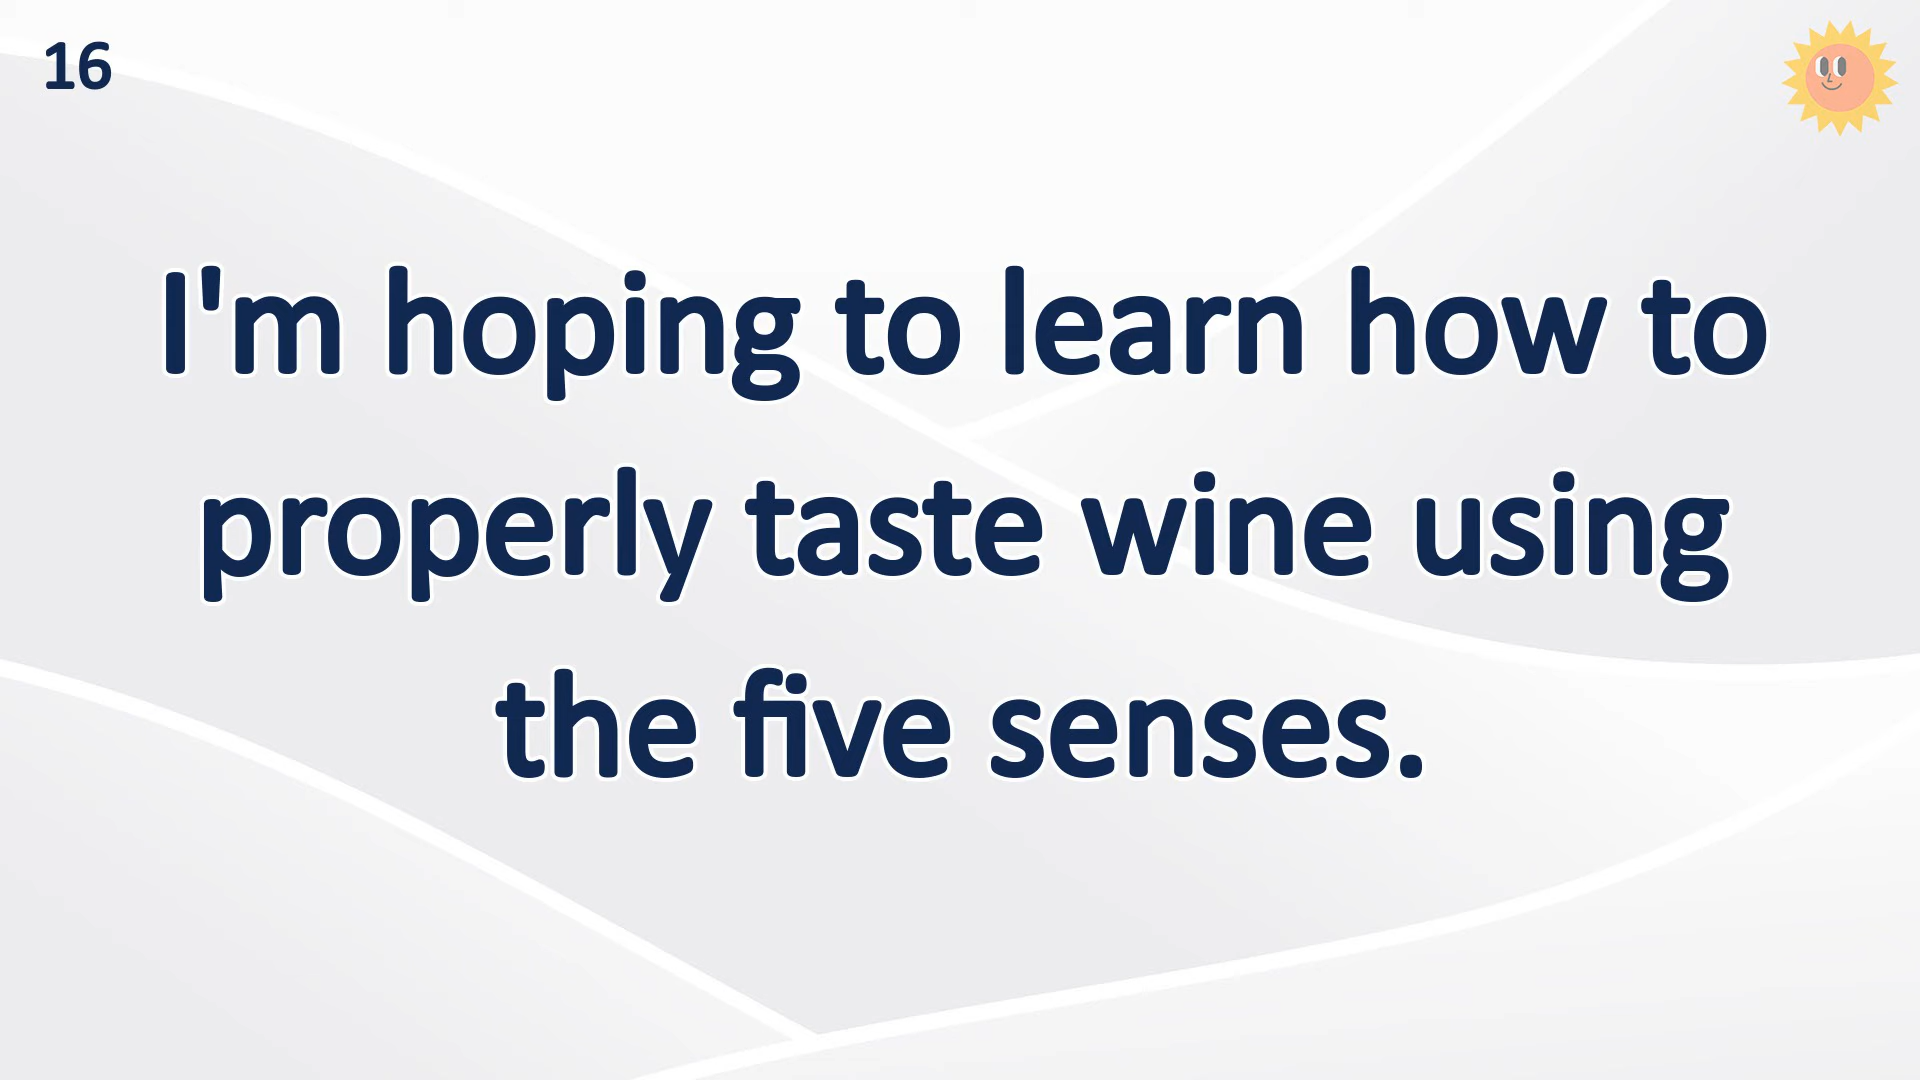 16
I'm hoping to learn how to
properly taste wine using
the five senses.